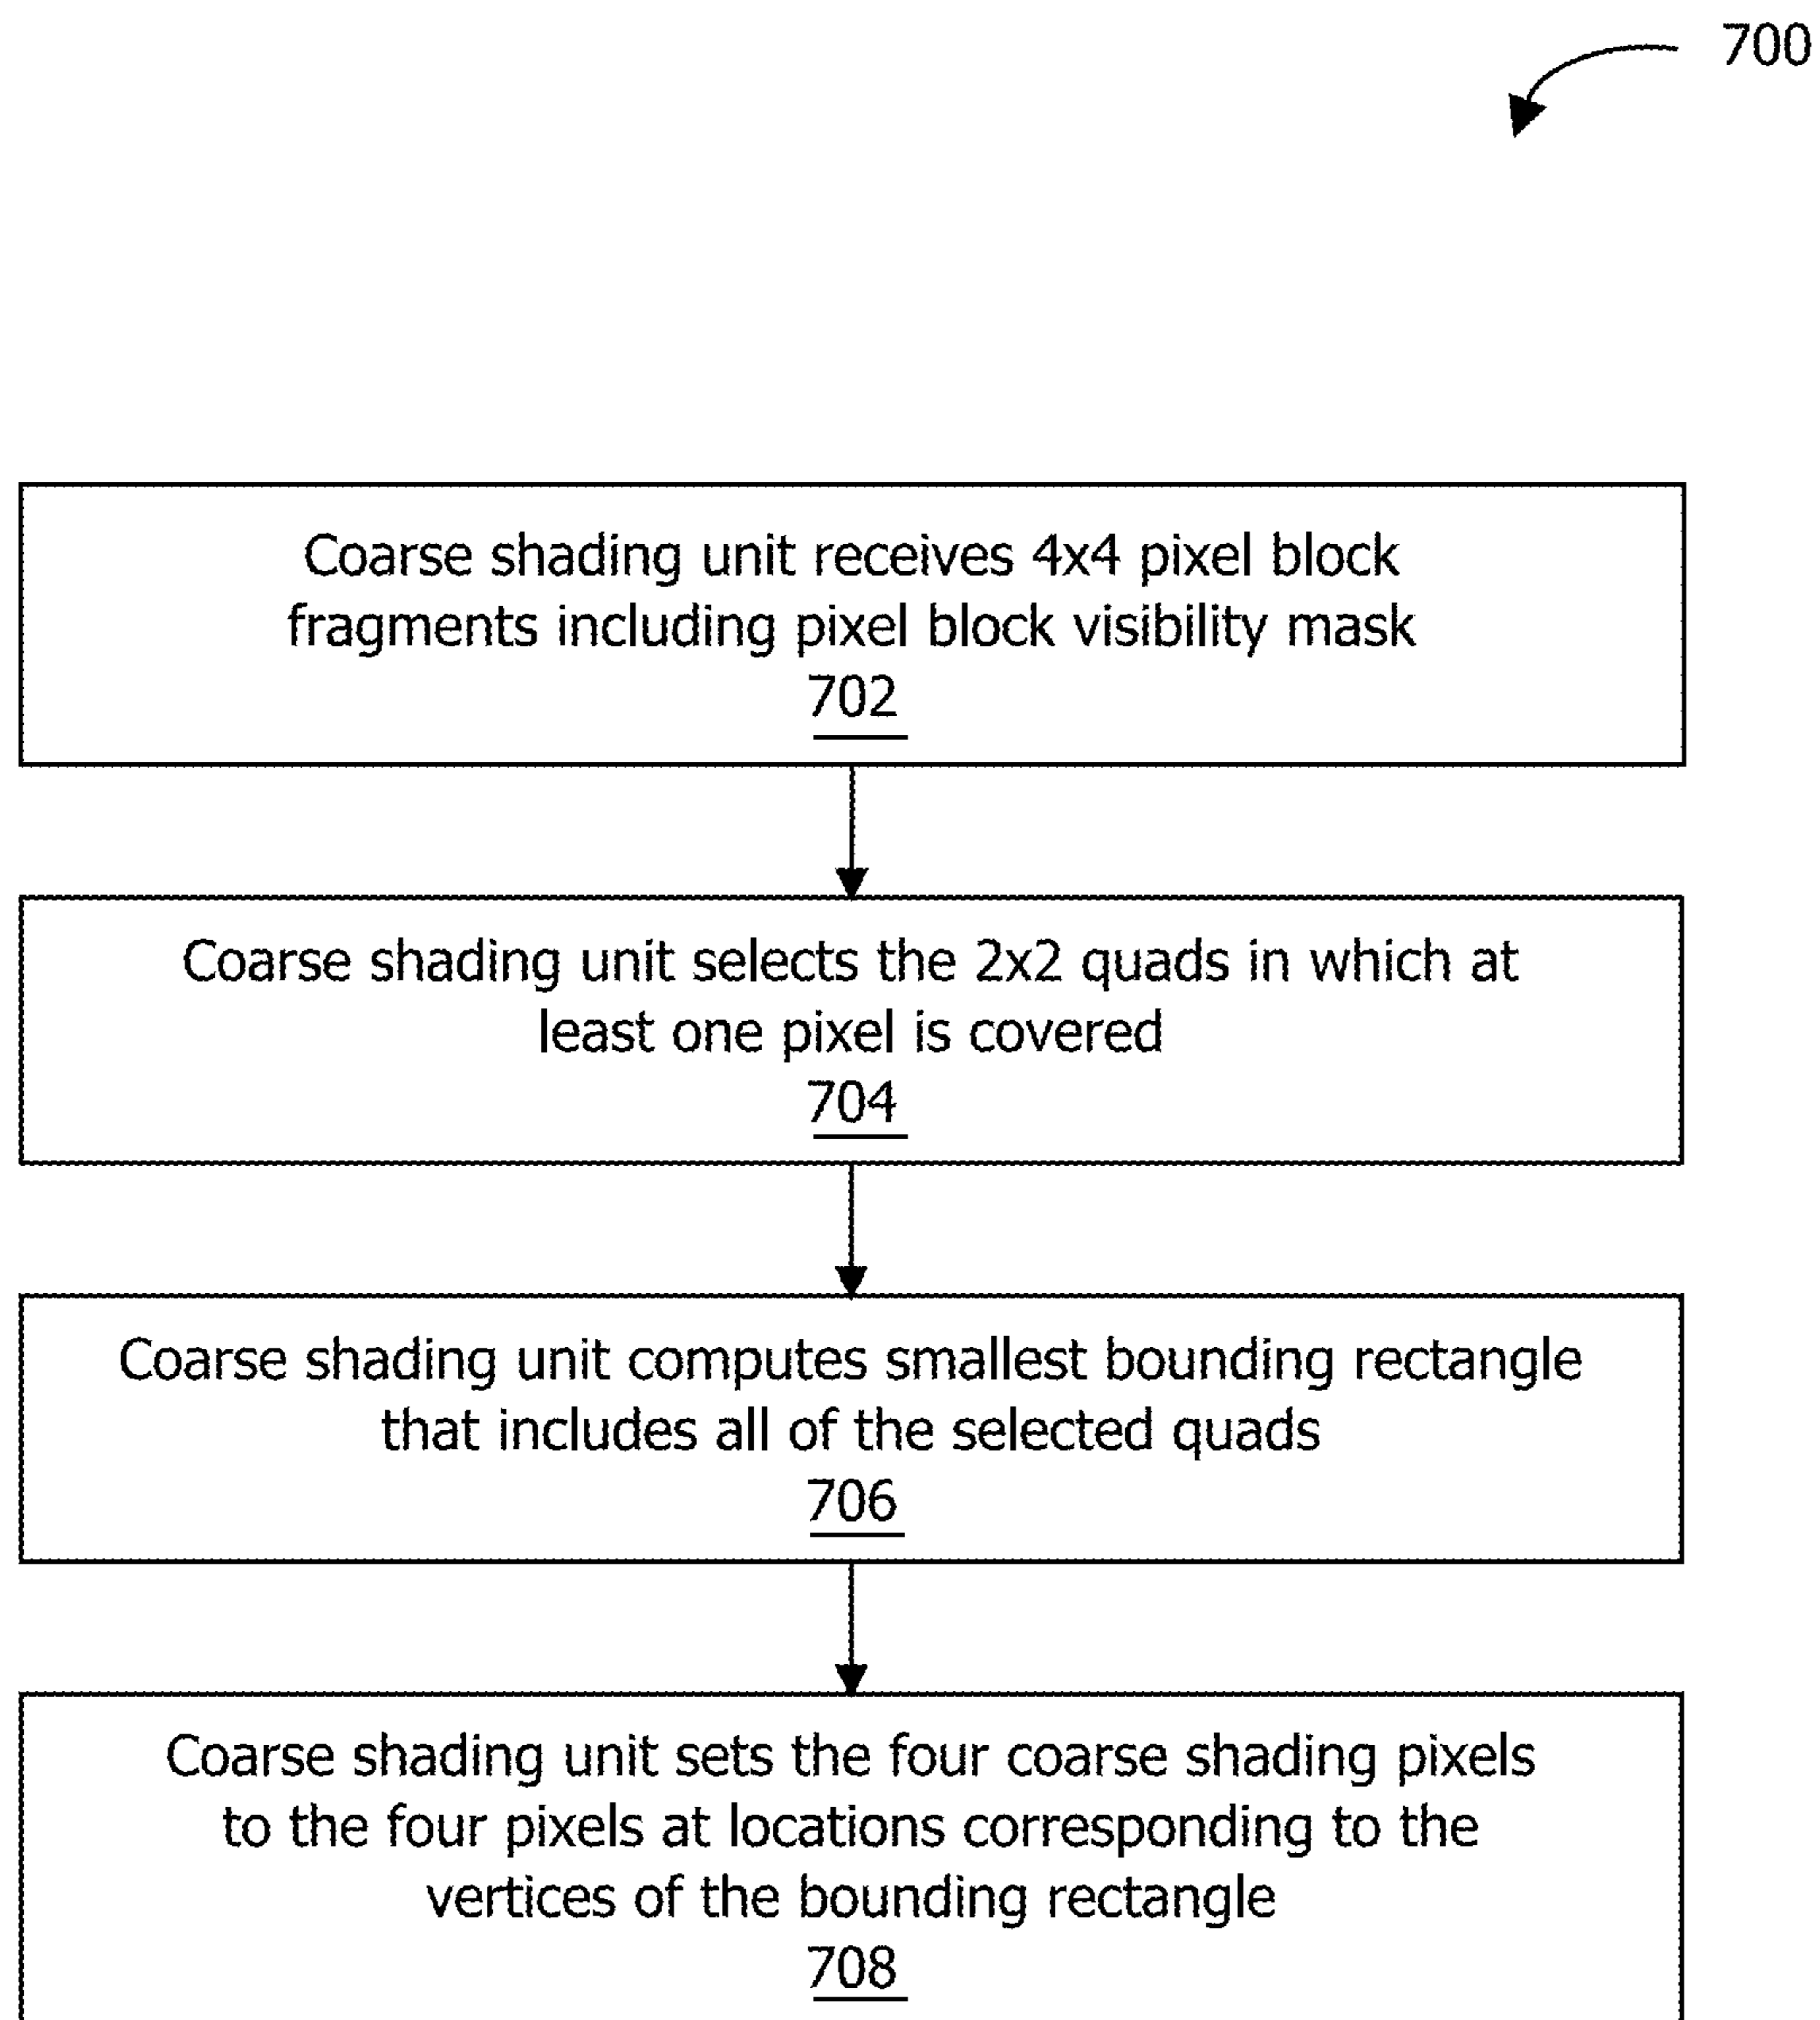 700
Coarse shading unit receives 4x4 pixel block
fragments including pixel block visibility mask
702
Coarse shading unit selects the 2x2 quads in which at
least one pixel is covered
704
Coarse shading unit computes smallest bounding rectangle
that includes all of the selected quads
706
Coarse shading unit sets the four coarse shading pixels
to the four pixels at locations corresponding to the
vertices of the bounding rectangle
708